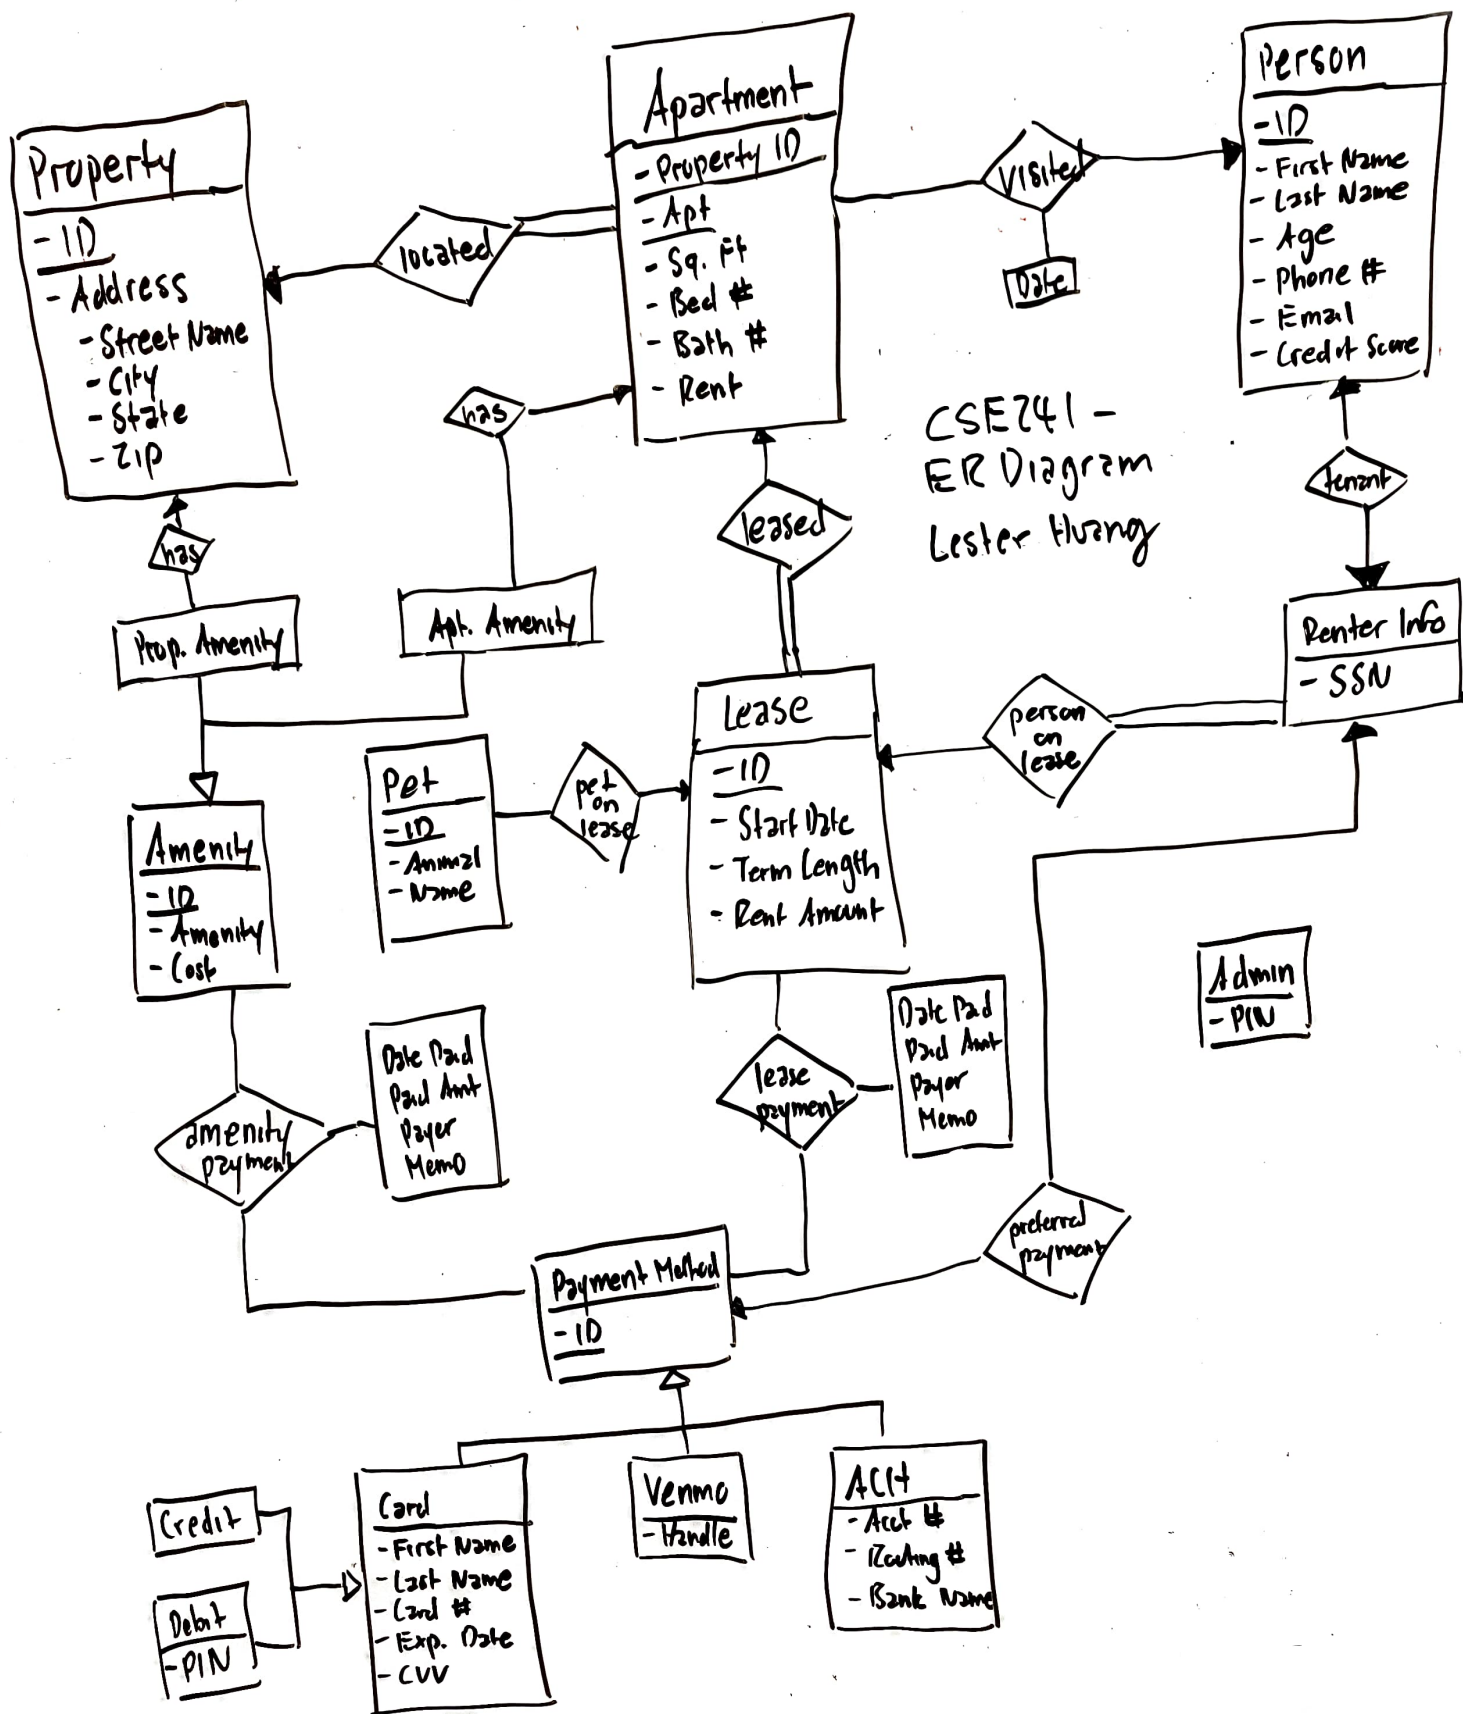 Property
- ID
- Address
- Street Name
- City
- State
- Zip
located
Apartment
- Property ID
- Apt
- Sq. Ft
- Bed #
- Bath #
- Rent
visited
Date
Person
- ID
- First Name
- Last Name
- Age
- Phone #
- Email
- Credit Score
CSE241 -
ER Diagram
Lester Huang
has
has
leased
tenant
Prop. Amenity
Apt. Amenity
Renter Info
- SSN
Lease
- ID
- Start Date
- Term Length
- Rent Amount
person
on
lease
Pet
- ID
- Animal
- Name
pet
on
lease
Amenity
- ID
- Amenity
- Cost
Admin
- PIN
amenity
payment
Date Paid
Paid Amt
Payer
Memo
lease
payment
Date Paid
Paid Amt
Payer
Memo
preferred
payment
Payment Method
- ID
Credit
Debit
- PIN
Card
- First Name
- Last Name
- Card #
- Exp. Date
- CVV
Venmo
- Handle
ACH
- Acct #
- Routing #
- Bank Name